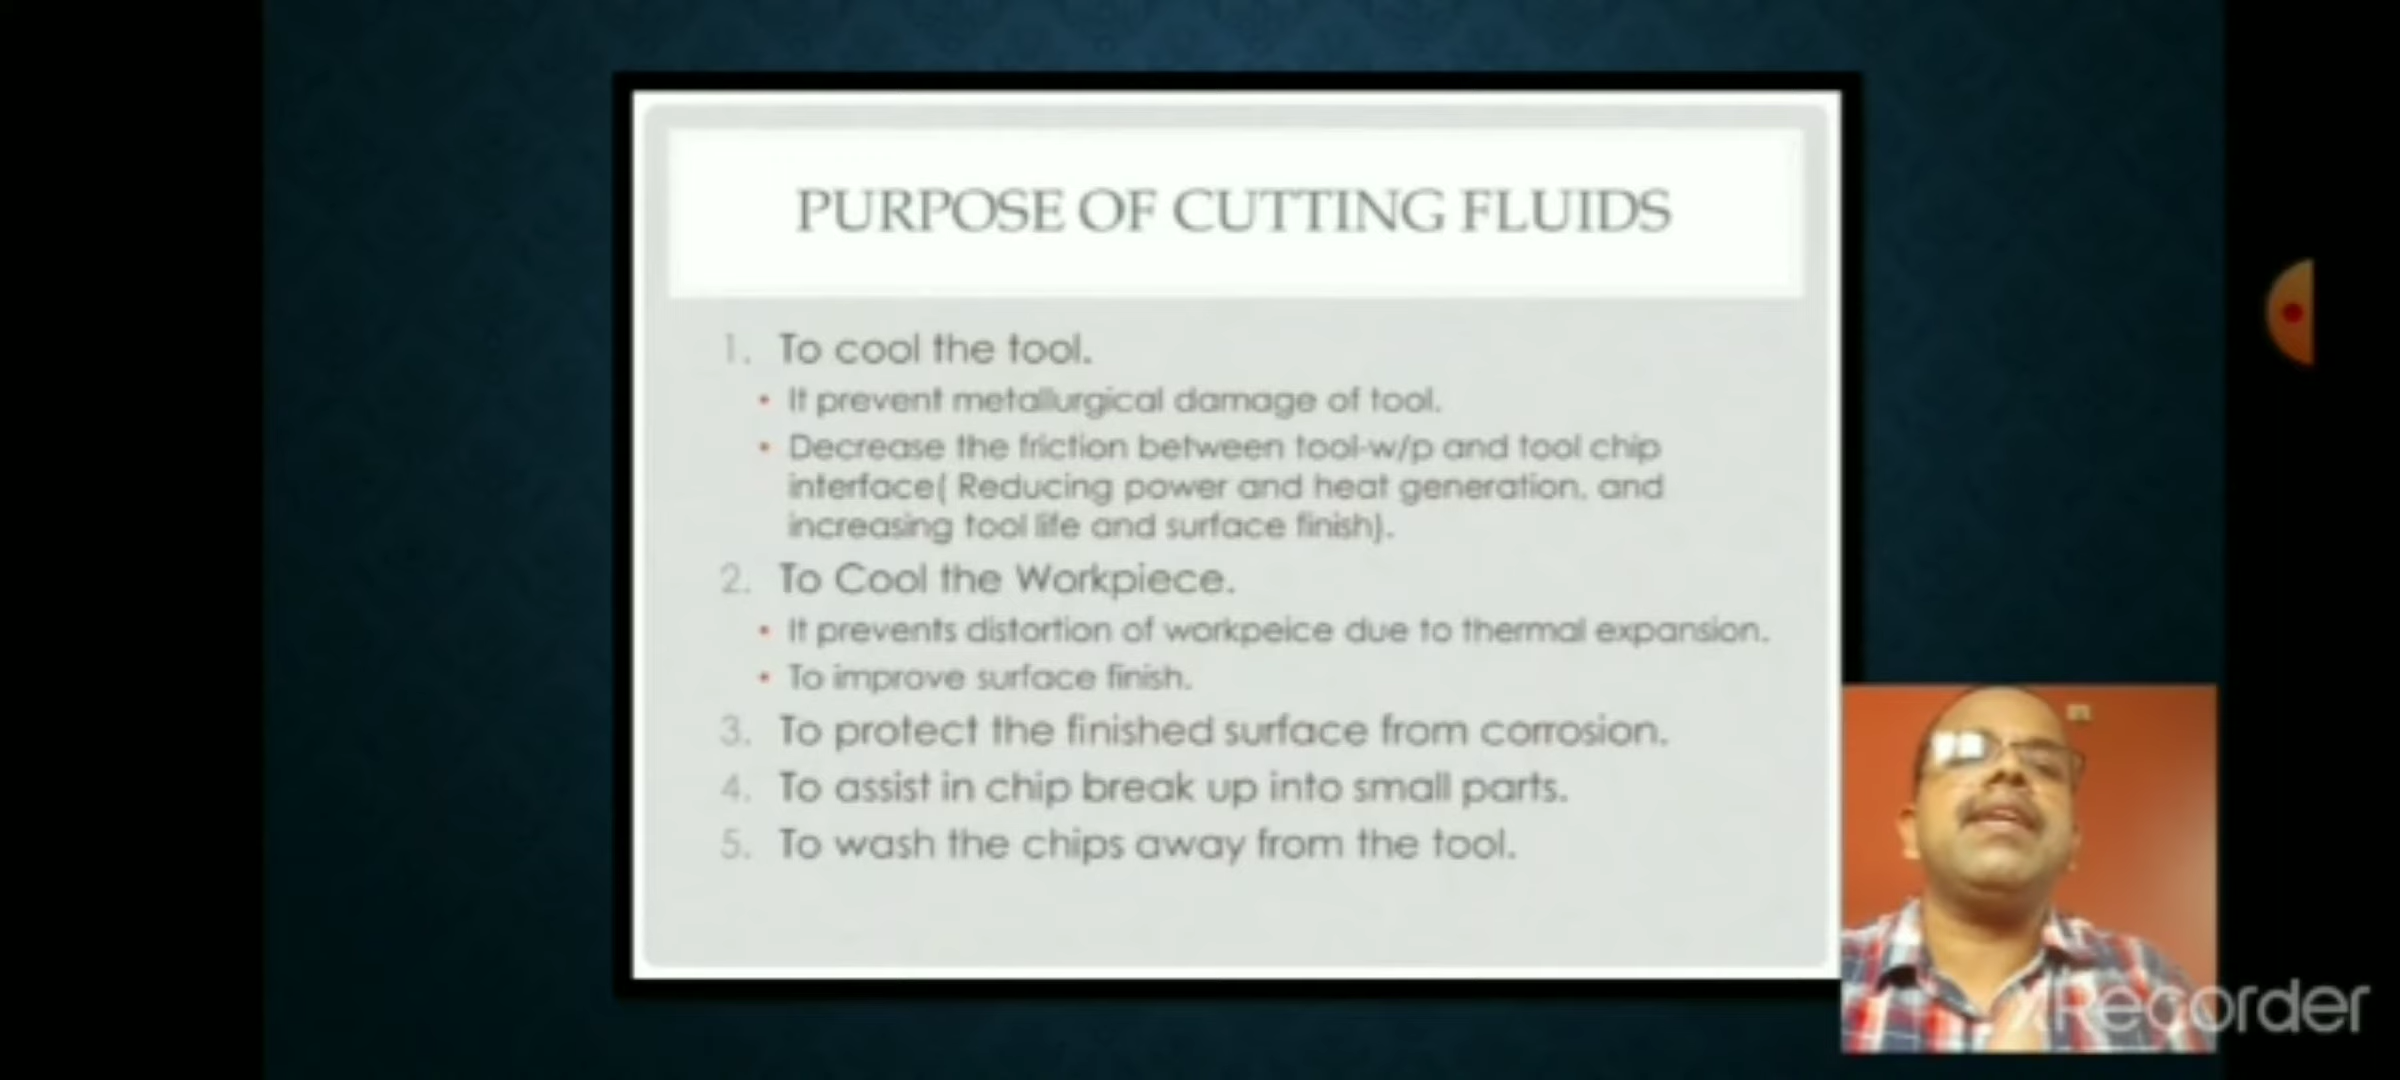 PURPOSE OF CUTTING FLUIDS
1. To cool the tool.
• It prevent metallurgical damage of tool.
• Decrease the friction between tool-w/p and tool chip
interface( Reducing power and heat generation, and
increasing tool life and surface finish).
2. To Cool the Workpiece.
• It prevents distortion of workpeice due to thermal expansion.
• To improve surface finish.
3. To protect the finished surface from corrosion.
4. To assist in chip break up into small parts.
5. To wash the chips away from the tool.
XRecorder